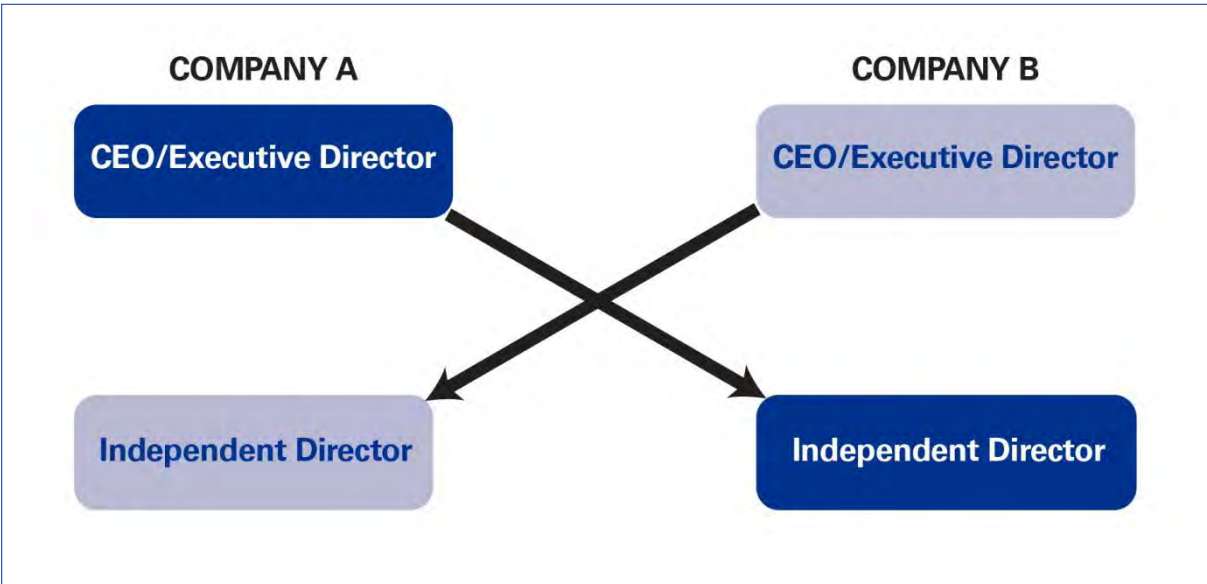 COMPANY A
COMPANY B
CEO/Executive Director
CEO/Executive Director
Independent Director
Independent Director